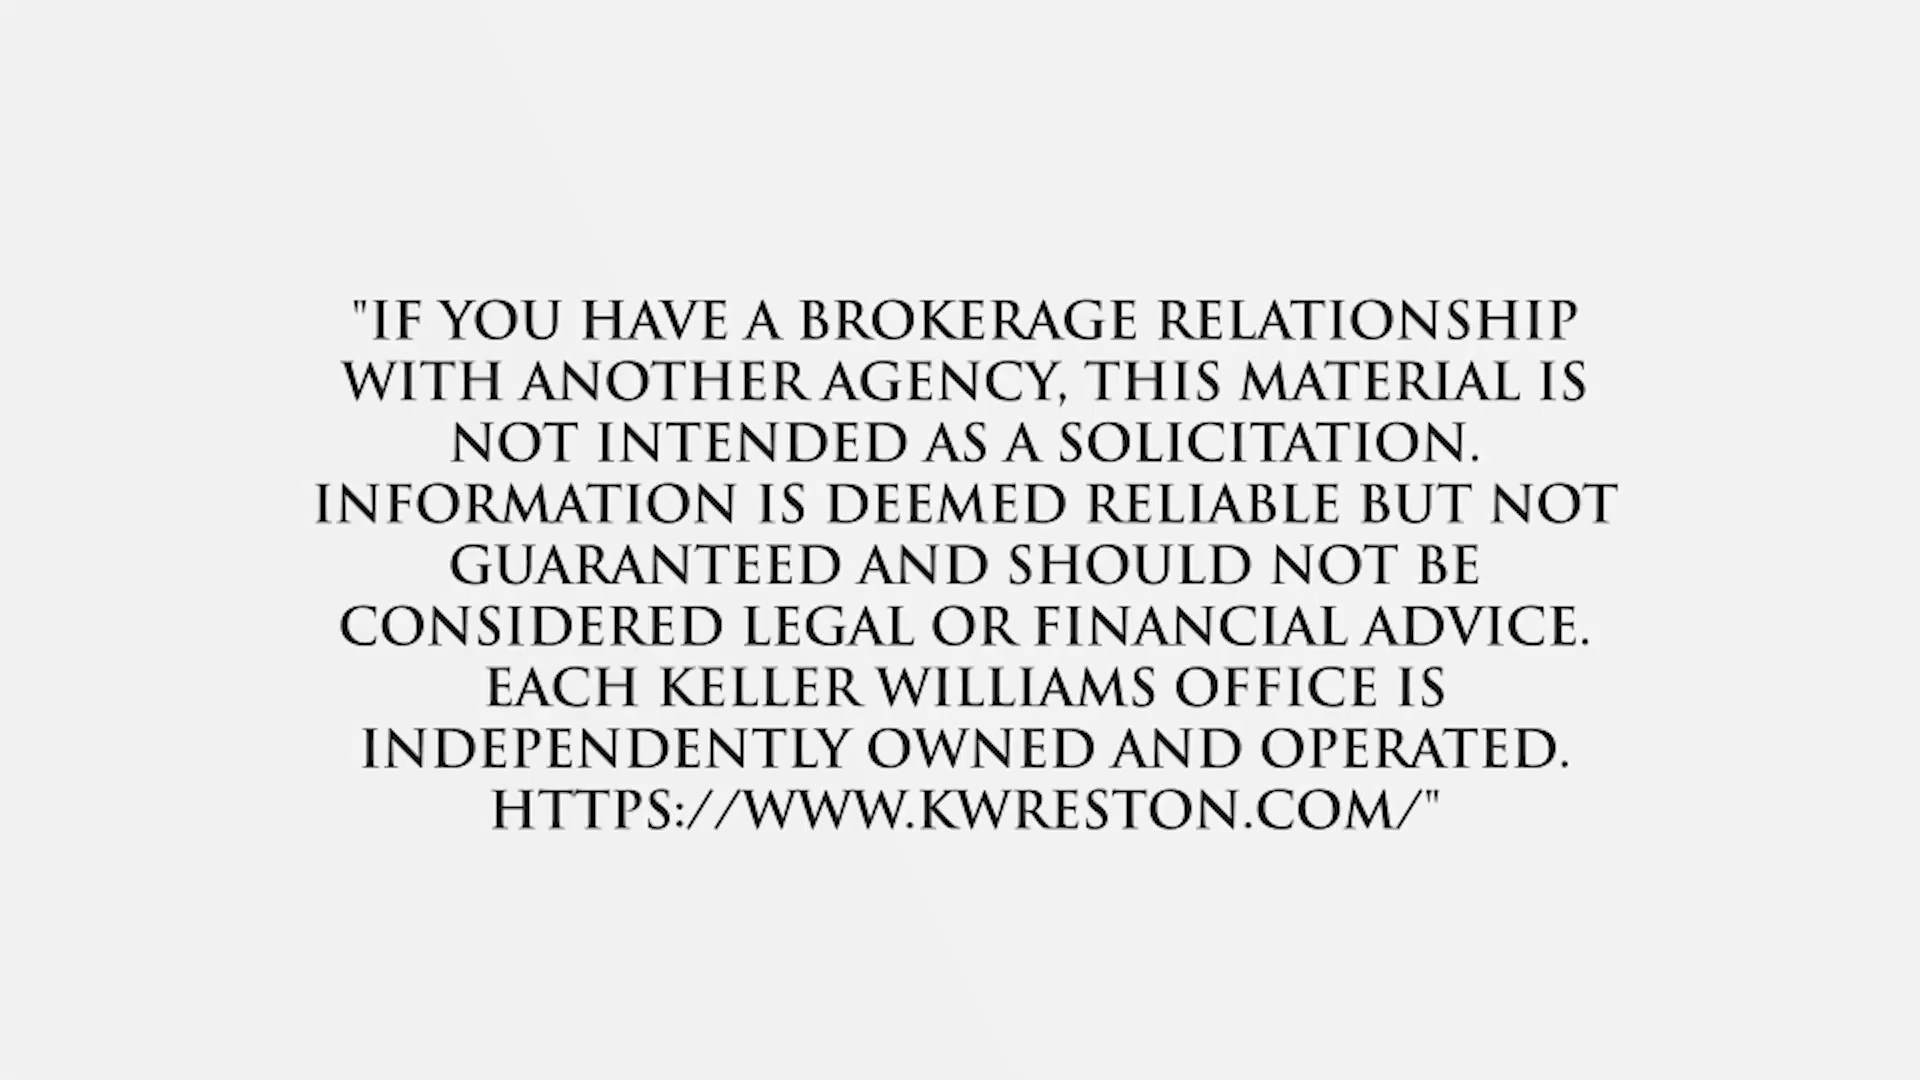 "IF YOU HAVE A BROKERAGE RELATIONSHIP
WITH ANOTHER AGENCY, THIS MATERIAL IS
NOT INTENDED AS A SOLICITATION.
INFORMATION IS DEEMED RELIABLE BUT NOT
GUARANTEED AND SHOULD NOT BE
CONSIDERED LEGAL OR FINANCIAL ADVICE.
EACH KELLER WILLIAMS OFFICE IS
INDEPENDENTLY OWNED AND OPERATED.
HTTPS://WWW.KWRESTON.COM/"